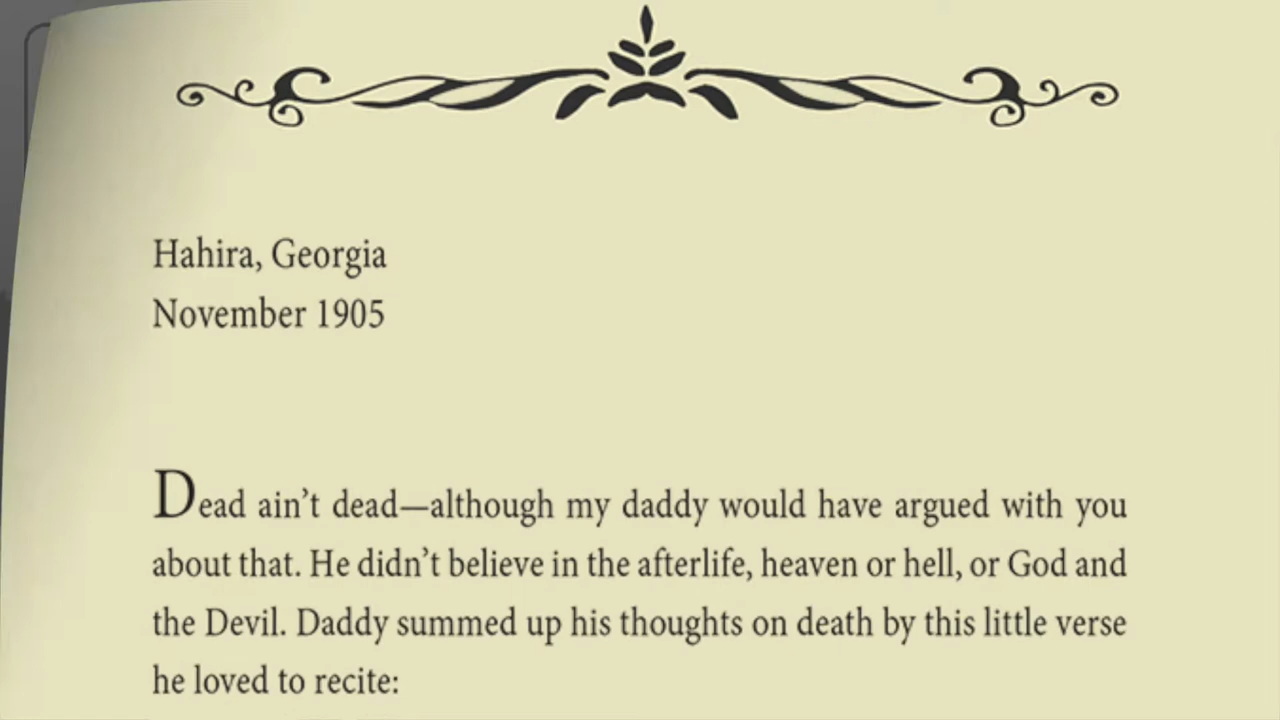 Hahira, Georgia
November 1905
Dead ain’t dead—although my daddy would have argued with you
about that. He didn’t believe in the afterlife, heaven or hell, or God and
the Devil. Daddy summed up his thoughts on death by this little verse
he loved to recite: